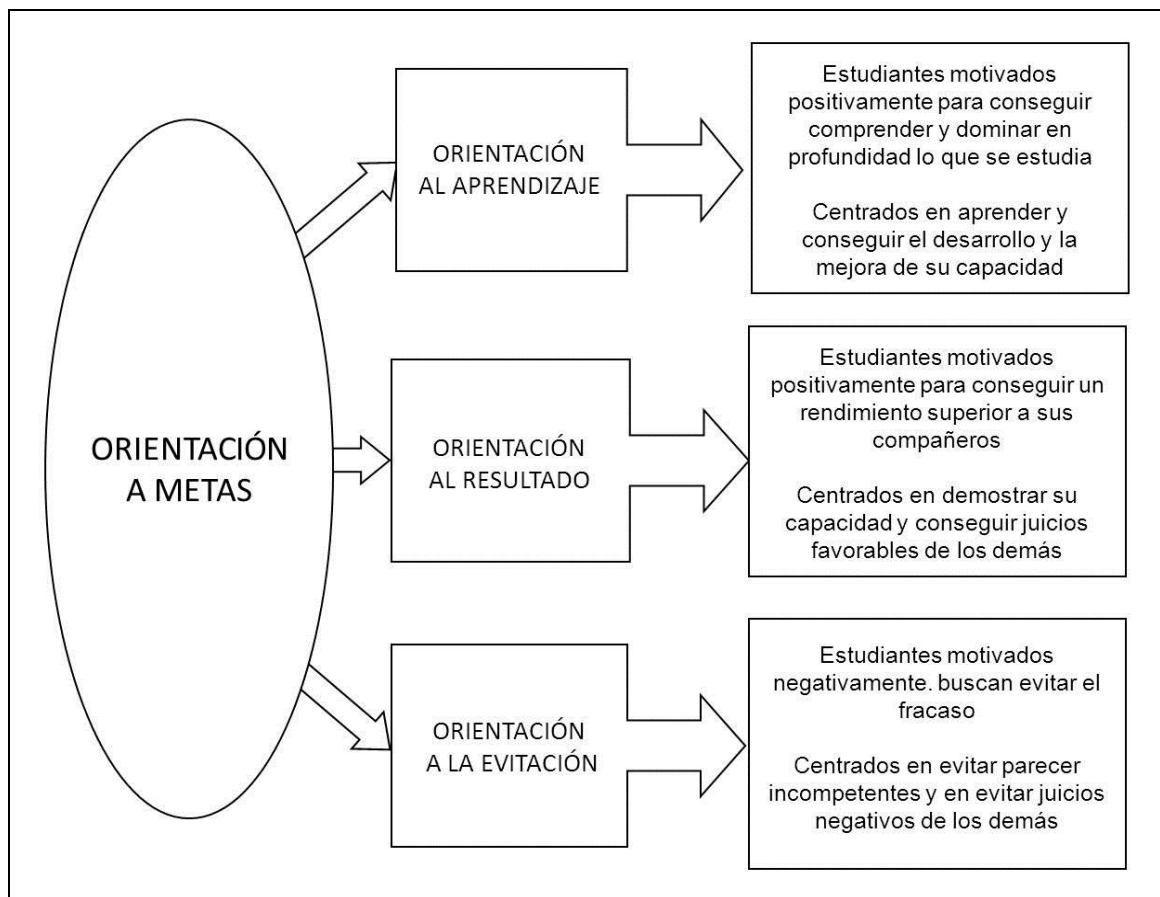 ORIENTACIÓN
A METAS
ORIENTACIÓN
AL APRENDIZAJE
Estudiantes motivados
positivamente para conseguir
comprender y dominar en
profundidad lo que se estudia
Centrados en aprender y
conseguir el desarrollo y la
mejora de su capacidad
ORIENTACIÓN
AL RESULTADO
Estudiantes motivados
positivamente para conseguir un
rendimiento superior a sus
compañeros
Centrados en demostrar su
capacidad y conseguir juicios
favorables de los demás
ORIENTACIÓN
A LA EVITACIÓN
Estudiantes motivados
negativamente. buscan evitar el
fracaso
Centrados en evitar parecer
incompetentes y en evitar juicios
negativos de los demás